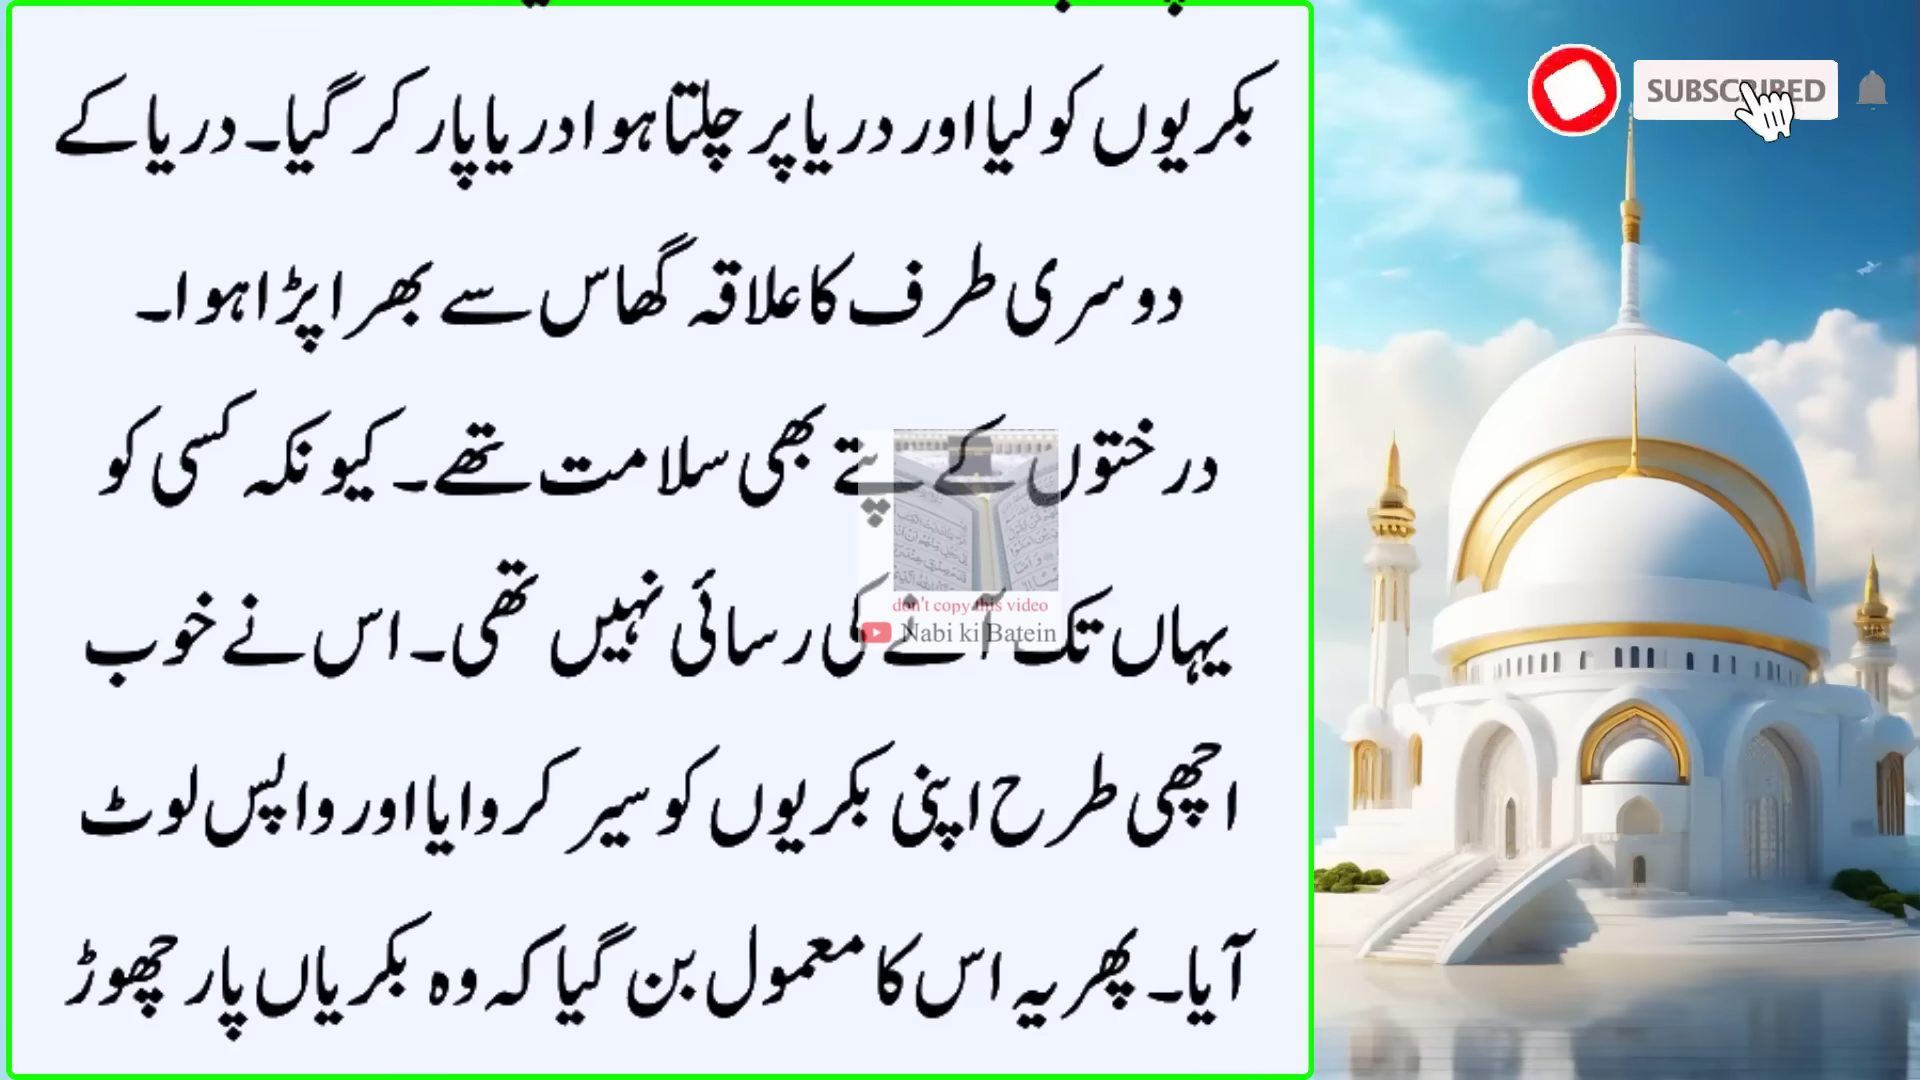 بکریوں کو لیا اور دریا پر چلتا ہوا دریا پار کر گیا۔ دریا کے
دوسری طرف کا علاقہ گھاس سے بھرا پڑا ہوا۔
درختوں کے پتے بھی سلامت تھے۔ کیونکہ کسی کو
یہاں تک آنے کی رسائی نہیں تھی۔ اس نے خوب
اچھی طرح اپنی بکریوں کو سیر کروایا اور واپس لوٹ
آیا۔ پھر یہ اس کا معمول بن گیا کہ وہ بکریاں پار چھوڑ
SUBSCRIBED
don't copy this video
Nabi ki Batein